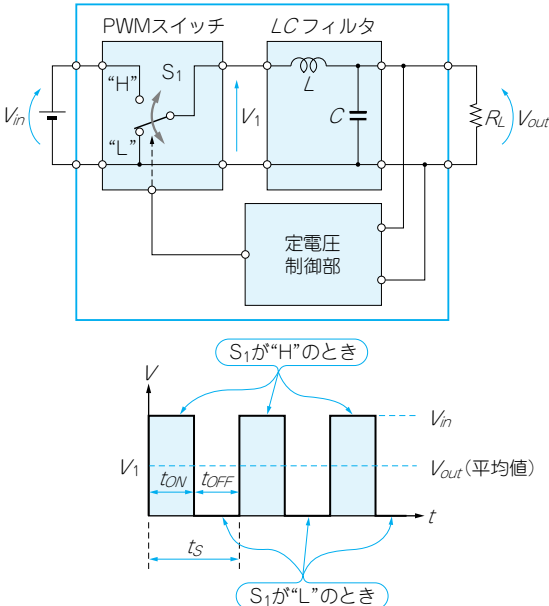 PWMスイッチ
LCフィルタ
“H”
S1
L
Vin
V1
C
RL
Vout
“L”
定電圧
制御部
S1が“H”のとき
V
Vin
V1
Vout(平均値)
tON
tOFF
t
tS
S1が“L”のとき